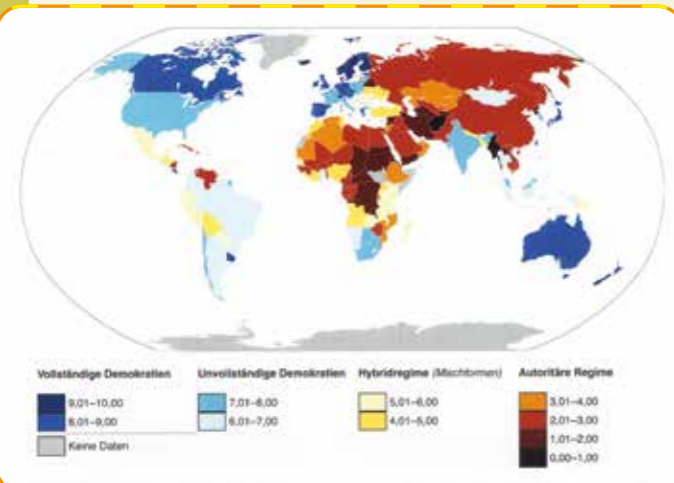 Vollständige Demokratien
9,01–10,00
8,01–9,00
Keine Daten
Unvollständige Demokratien
7,01–8,00
6,01–7,00
Hybridregime (Mischformen)
5,01–6,00
4,01–5,00
Autoritäre Regime
3,01–4,00
2,01–3,00
1,01–2,00
0,00–1,00